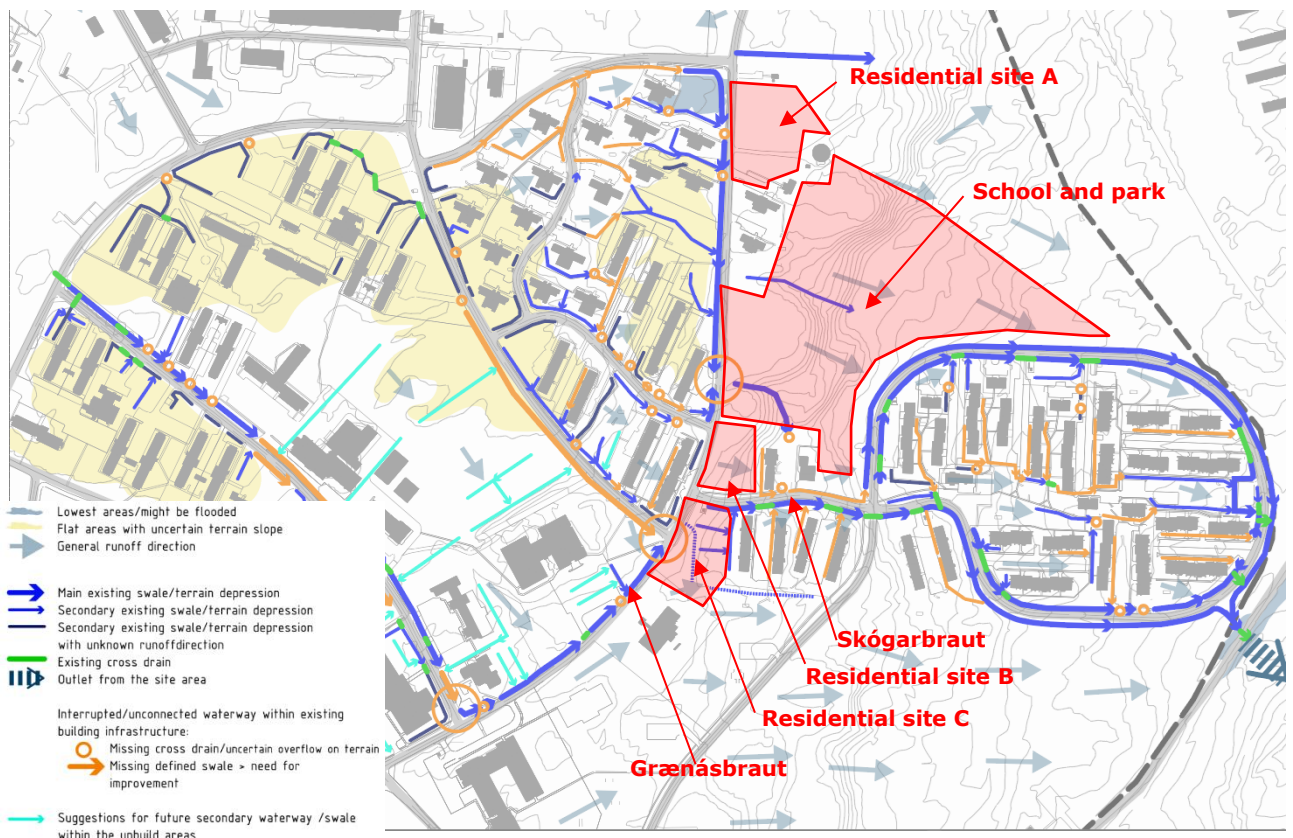 Residential site A
School and park
Skógarbraut
Residential site B
Residential site C
Grænásbraut
Lowest areas/might be flooded
Flat areas with uncertain terrain slope
General runoff direction
Main existing swale/terrain depression
Secondary existing swale/terrain depression
Secondary existing swale/terrain depression
with unknown runoffdirection
Existing cross drain
Outlet from the site area
Interrupted/unconnected waterway within existing
building infrastructure:
Missing cross drain/uncertain overflow on terrain
Missing defined swale > need for
improvement
Suggestions for future secondary waterway /swale
within the unbuild areas